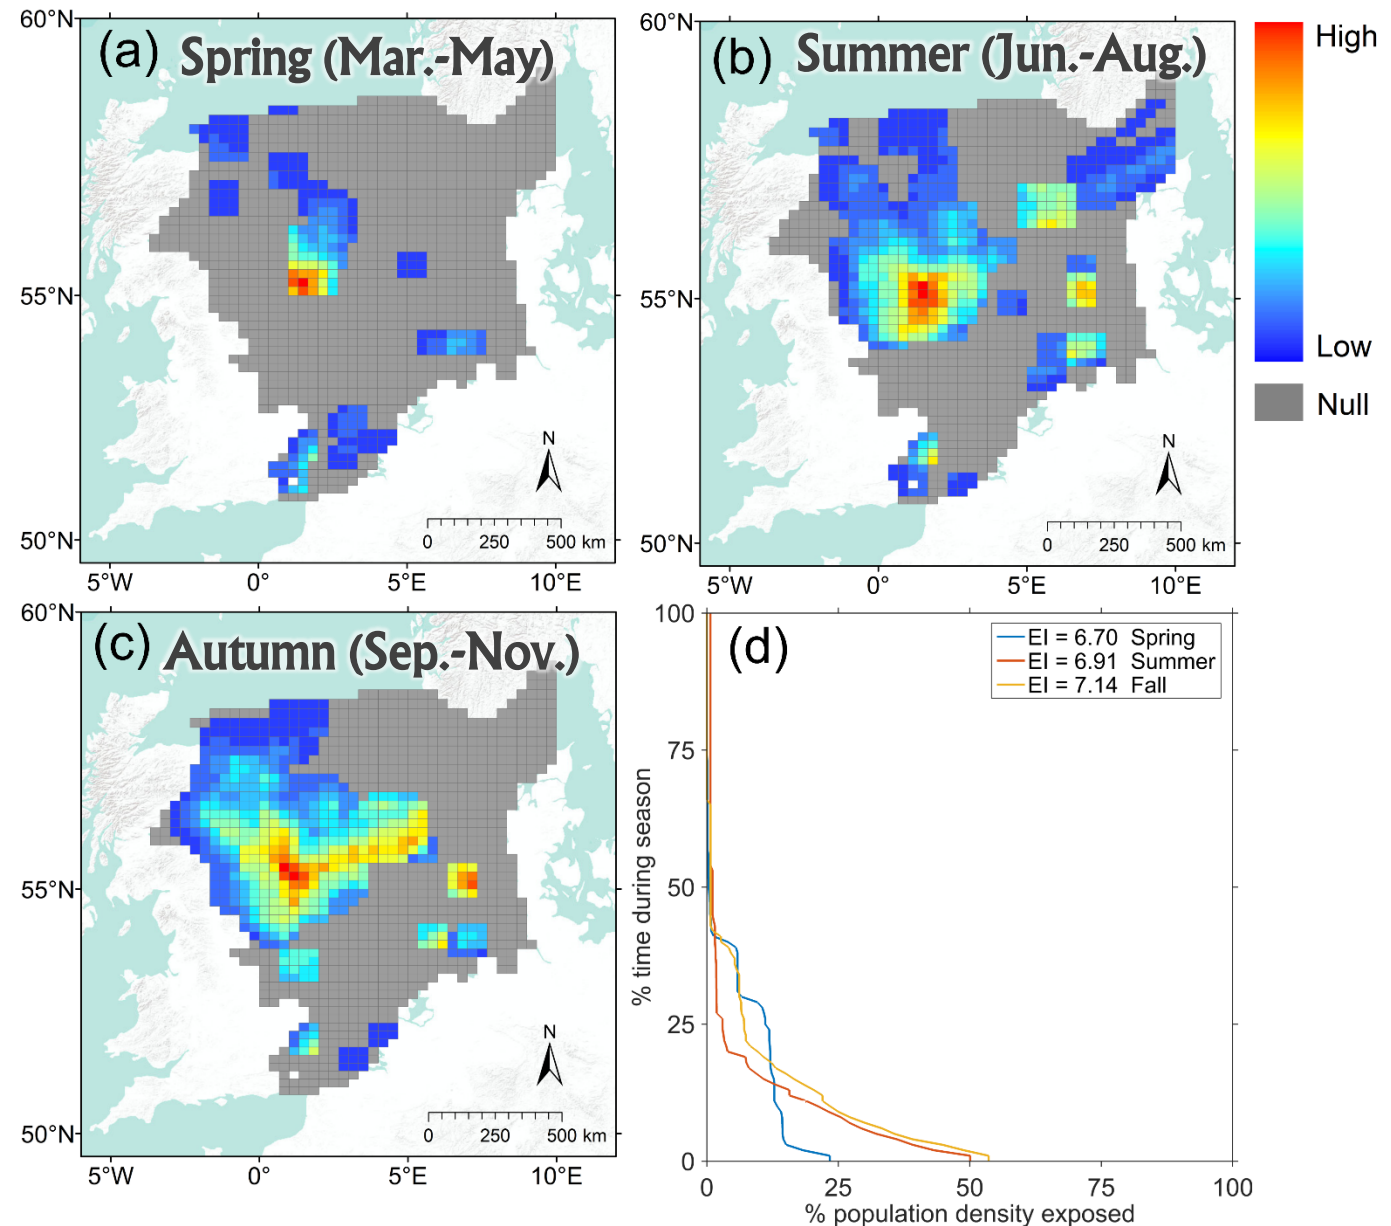 60°N
(a) Spring (Mar.-May)
55°N
N
0 250 500 km
50°N
5°W 0° 5°E 10°E
60°N
(b) Summer (Jun.-Aug.)
55°N
N
0 250 500 km
50°N
5°W 0° 5°E 10°E
High
Low
Null
60°N
(c) Autumn (Sep.-Nov.)
55°N
N
0 250 500 km
50°N
5°W 0° 5°E 10°E
(d)
EI = 6.70 Spring
EI = 6.91 Summer
EI = 7.14 Fall
100
75
50
25
0
% time during season
0 25 50 75 100
% population density exposed